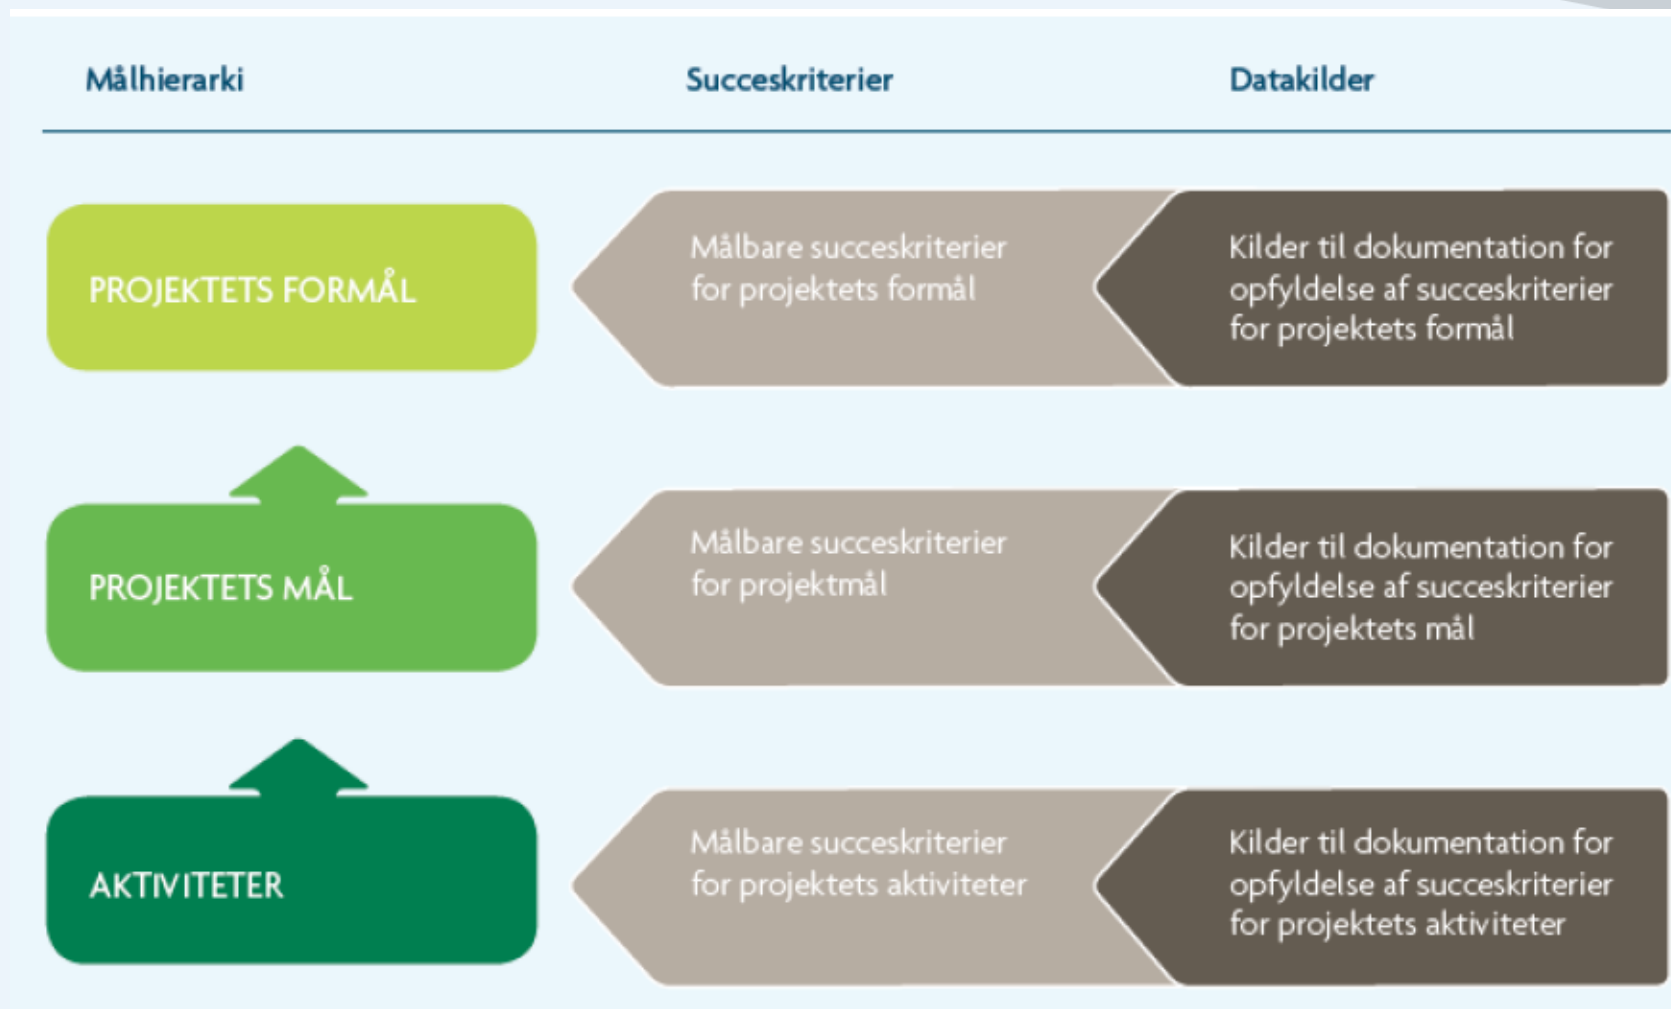 Målhierarki
Succeskriterier
Datakilder
PROJEKTETS FORMÅL
Målbare succeskriterier
for projektets formål
Kilder til dokumentation for
opfyldelse af succeskriterier
for projektets formål
PROJEKTETS MÅL
Målbare succeskriterier
for projektmål
Kilder til dokumentation for
opfyldelse af succeskriterier
for projektets mål
AKTIVITETER
Målbare succeskriterier
for projektets aktiviteter
Kilder til dokumentation for
opfyldelse af succeskriterier
for projektets aktiviteter